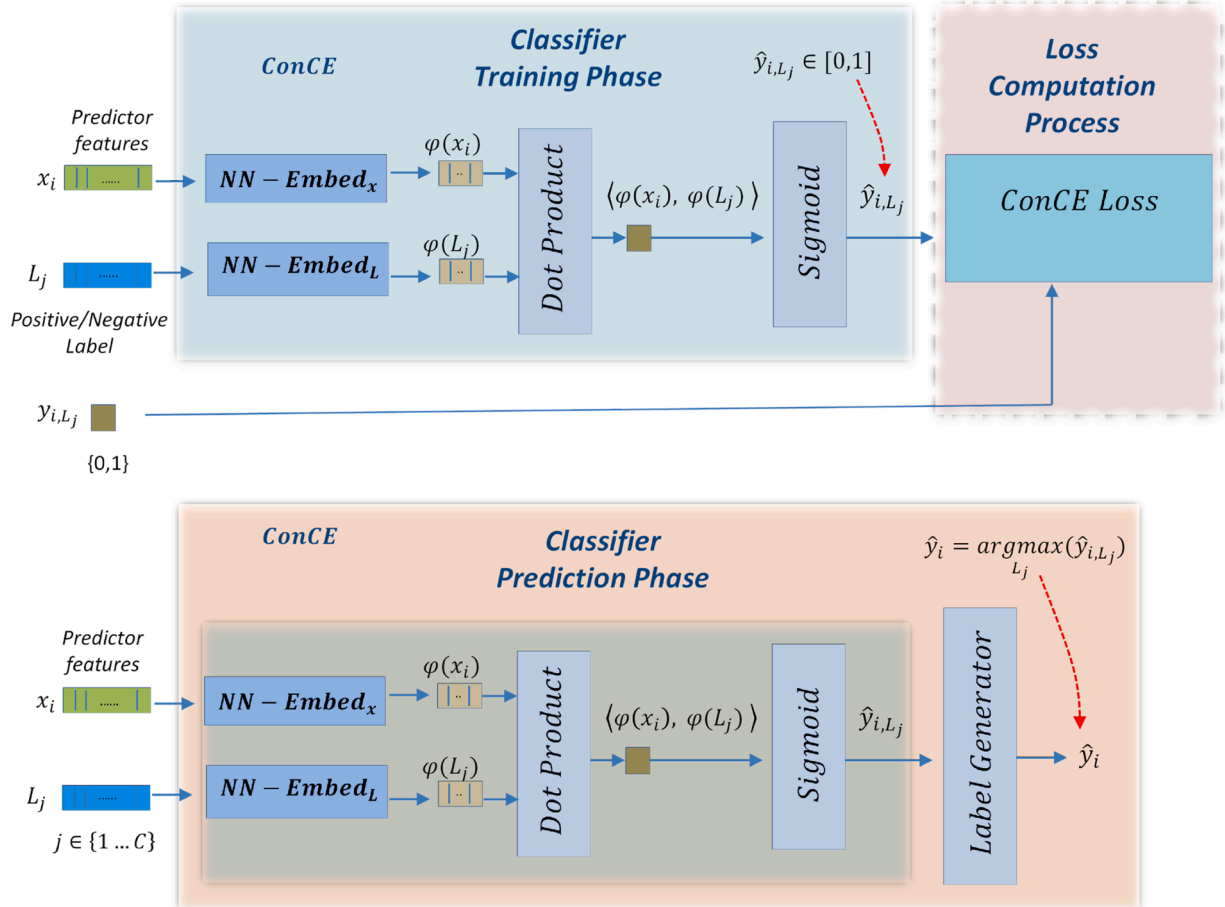 ConCE
Classifier
Training Phase
ŷ_{i,L_j} ∈ [0,1]
Loss
Computation
Process
Predictor
features
x_i
......
NN − Embed_x
φ(x_i)
..
Dot Product
⟨φ(x_i), φ(L_j) ⟩
Sigmoid
ŷ_{i,L_j}
ConCE Loss
L_j
......
NN − Embed_L
φ(L_j)
..
Positive/Negative
Label
y_{i,L_j}
{0,1}
ConCE
Classifier
Prediction Phase
ŷ_i = argmax(ŷ_{i,L_j})
L_j
Predictor
features
x_i
......
NN − Embed_x
φ(x_i)
..
Dot Product
⟨φ(x_i), φ(L_j) ⟩
Sigmoid
ŷ_{i,L_j}
Label Generator
ŷ_i
L_j
......
NN − Embed_L
φ(L_j)
..
j ∈ {1 ... C}